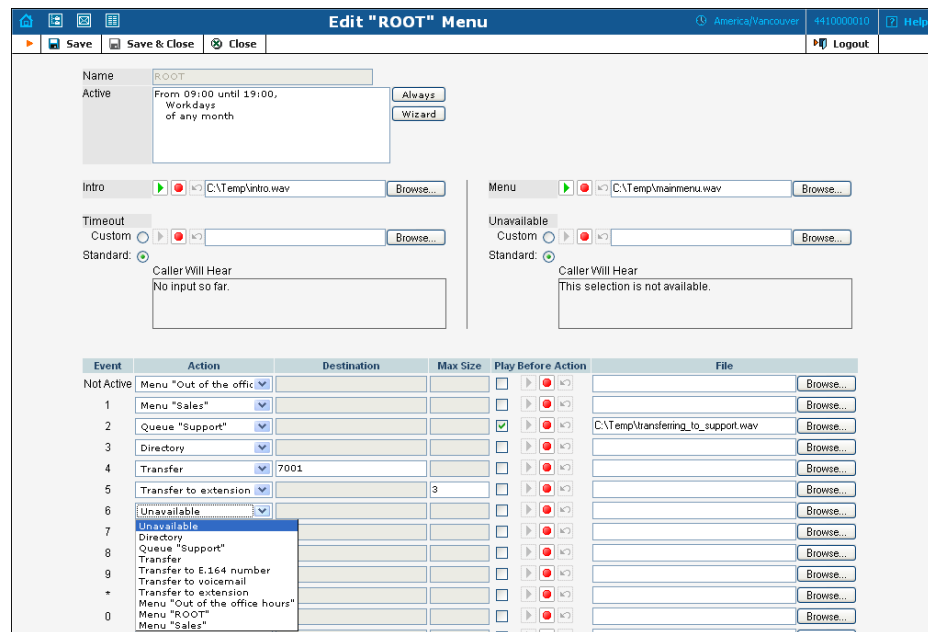 Edit "ROOT" Menu
America/Vancouver
4410000010
Help
Save
Save & Close
Close
Logout
Name
ROOT
Active
From 09:00 until 19:00,
Workdays
of any month
Always
Wizard
Intro
C:\Temp\intro.wav
Browse...
Menu
C:\Temp\mainmenu.wav
Browse...
Timeout
Custom
Browse...
Standard:
Caller Will Hear
No input so far.
Unavailable
Custom
Browse...
Standard:
Caller Will Hear
This selection is not available.
Event Action Destination Max Size Play Before Action File
Not Active Menu "Out of the offic Browse...
1 Menu "Sales" Browse...
2 Queue "Support" C:\Temp\transferring_to_support.wav Browse...
3 Directory Browse...
4 Transfer 7001 Browse...
5 Transfer to extension 3 Browse...
6 Unavailable Browse...
7 Browse...
8 Browse...
9 Browse...
* Browse...
0 Browse...
Unavailable
Directory
Queue "Support"
Transfer
Transfer to E.164 number
Transfer to voicemail
Transfer to extension
Menu "Out of the office hours"
Menu "ROOT"
Menu "Sales"